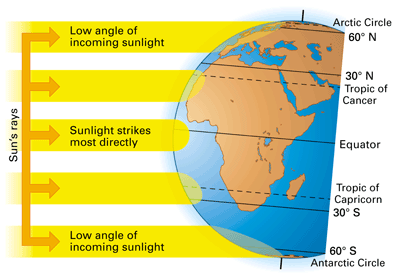 Sun's rays
Low angle of
incoming sunlight
Sunlight strikes
most directly
Low angle of
incoming sunlight
Arctic Circle
60° N
30° N
Tropic of
Cancer
Equator
Tropic of
Capricorn
30° S
60° S
Antarctic Circle